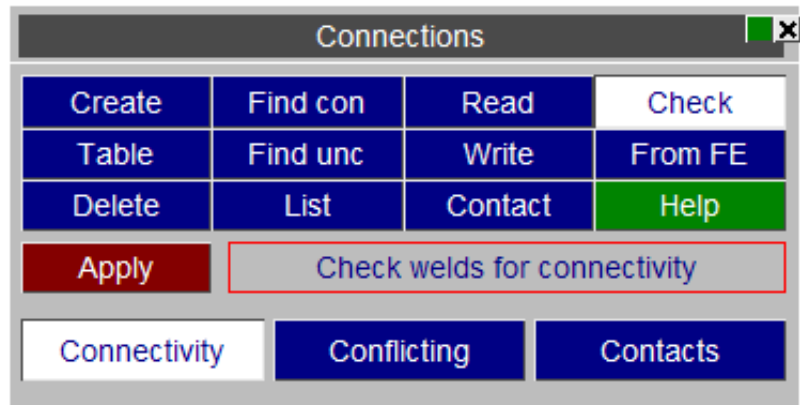 Connections
Create Find con Read Check
Table Find unc Write From FE
Delete List Contact Help
Apply Check welds for connectivity
Connectivity Conflicting Contacts